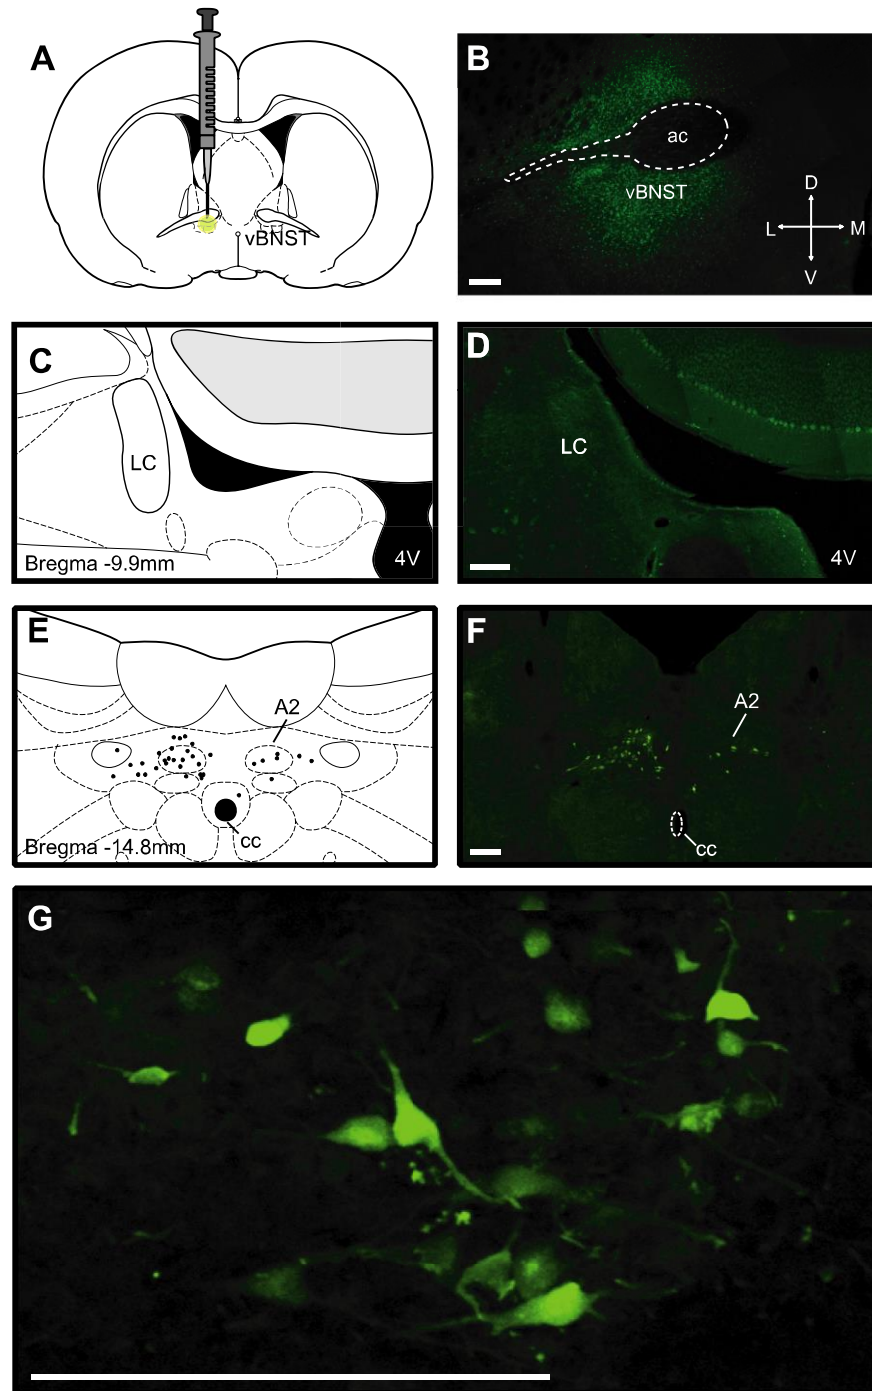 A
vBNST
B
ac
vBNST
D
L
M
V
C
LC
Bregma -9.9mm
4V
D
LC
4V
E
A2
cc
Bregma -14.8mm
F
A2
cc
G